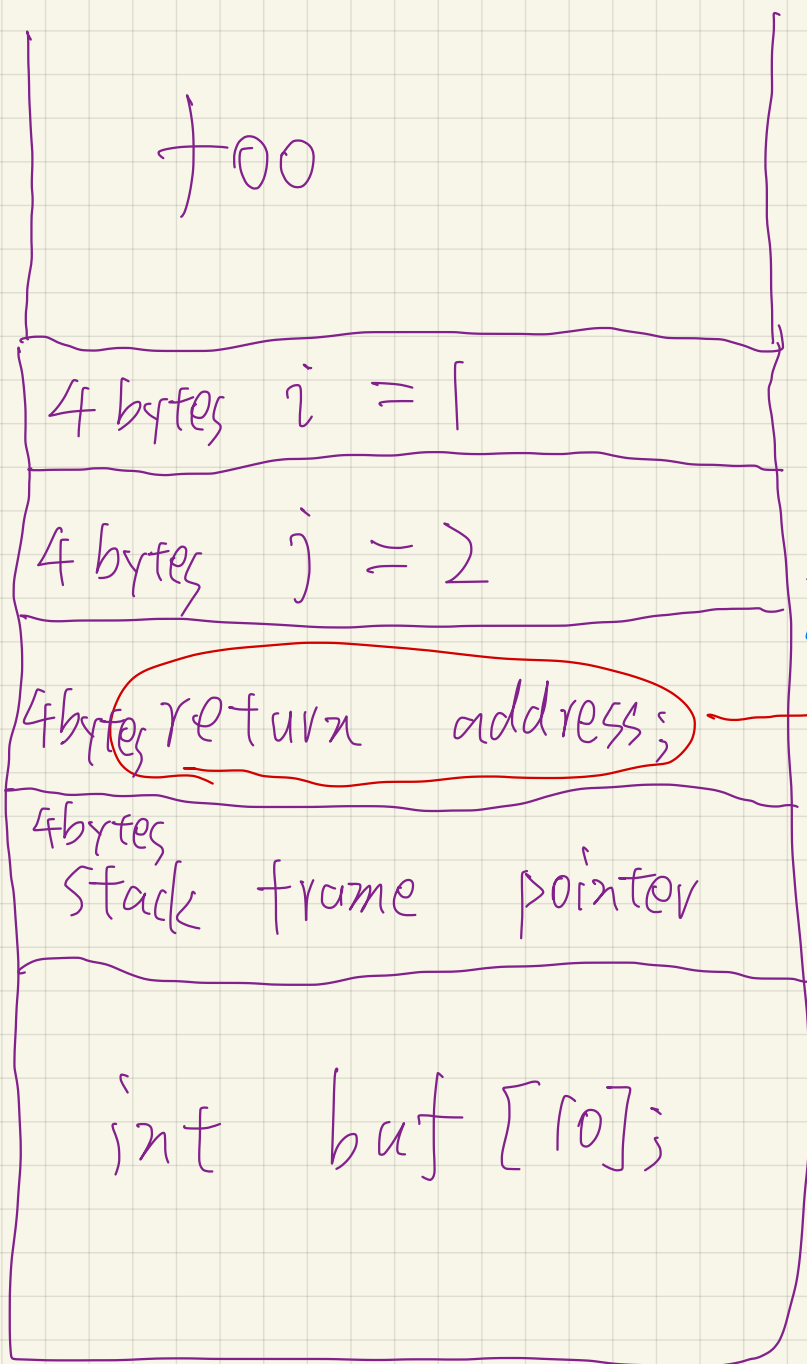 foo
4 bytes i = 1
4 bytes j = 2
4bytes return address;
4bytes
stack frame pointer
int buf [10];